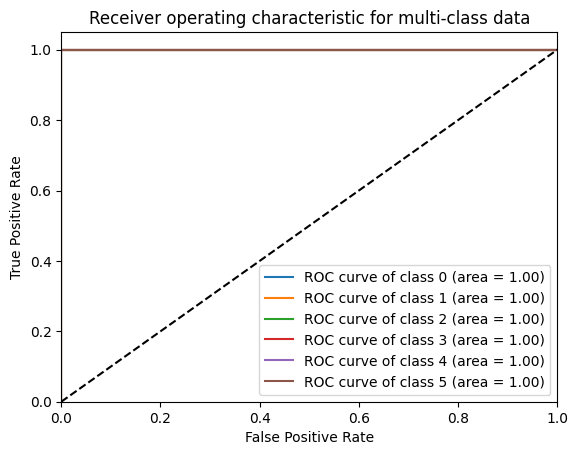 Receiver operating characteristic for multi-class data
True Positive Rate
1.0
0.8
0.6
0.4
0.2
0.0
ROC curve of class 0 (area = 1.00)
ROC curve of class 1 (area = 1.00)
ROC curve of class 2 (area = 1.00)
ROC curve of class 3 (area = 1.00)
ROC curve of class 4 (area = 1.00)
ROC curve of class 5 (area = 1.00)
0.0 0.2 0.4 0.6 0.8 1.0
False Positive Rate